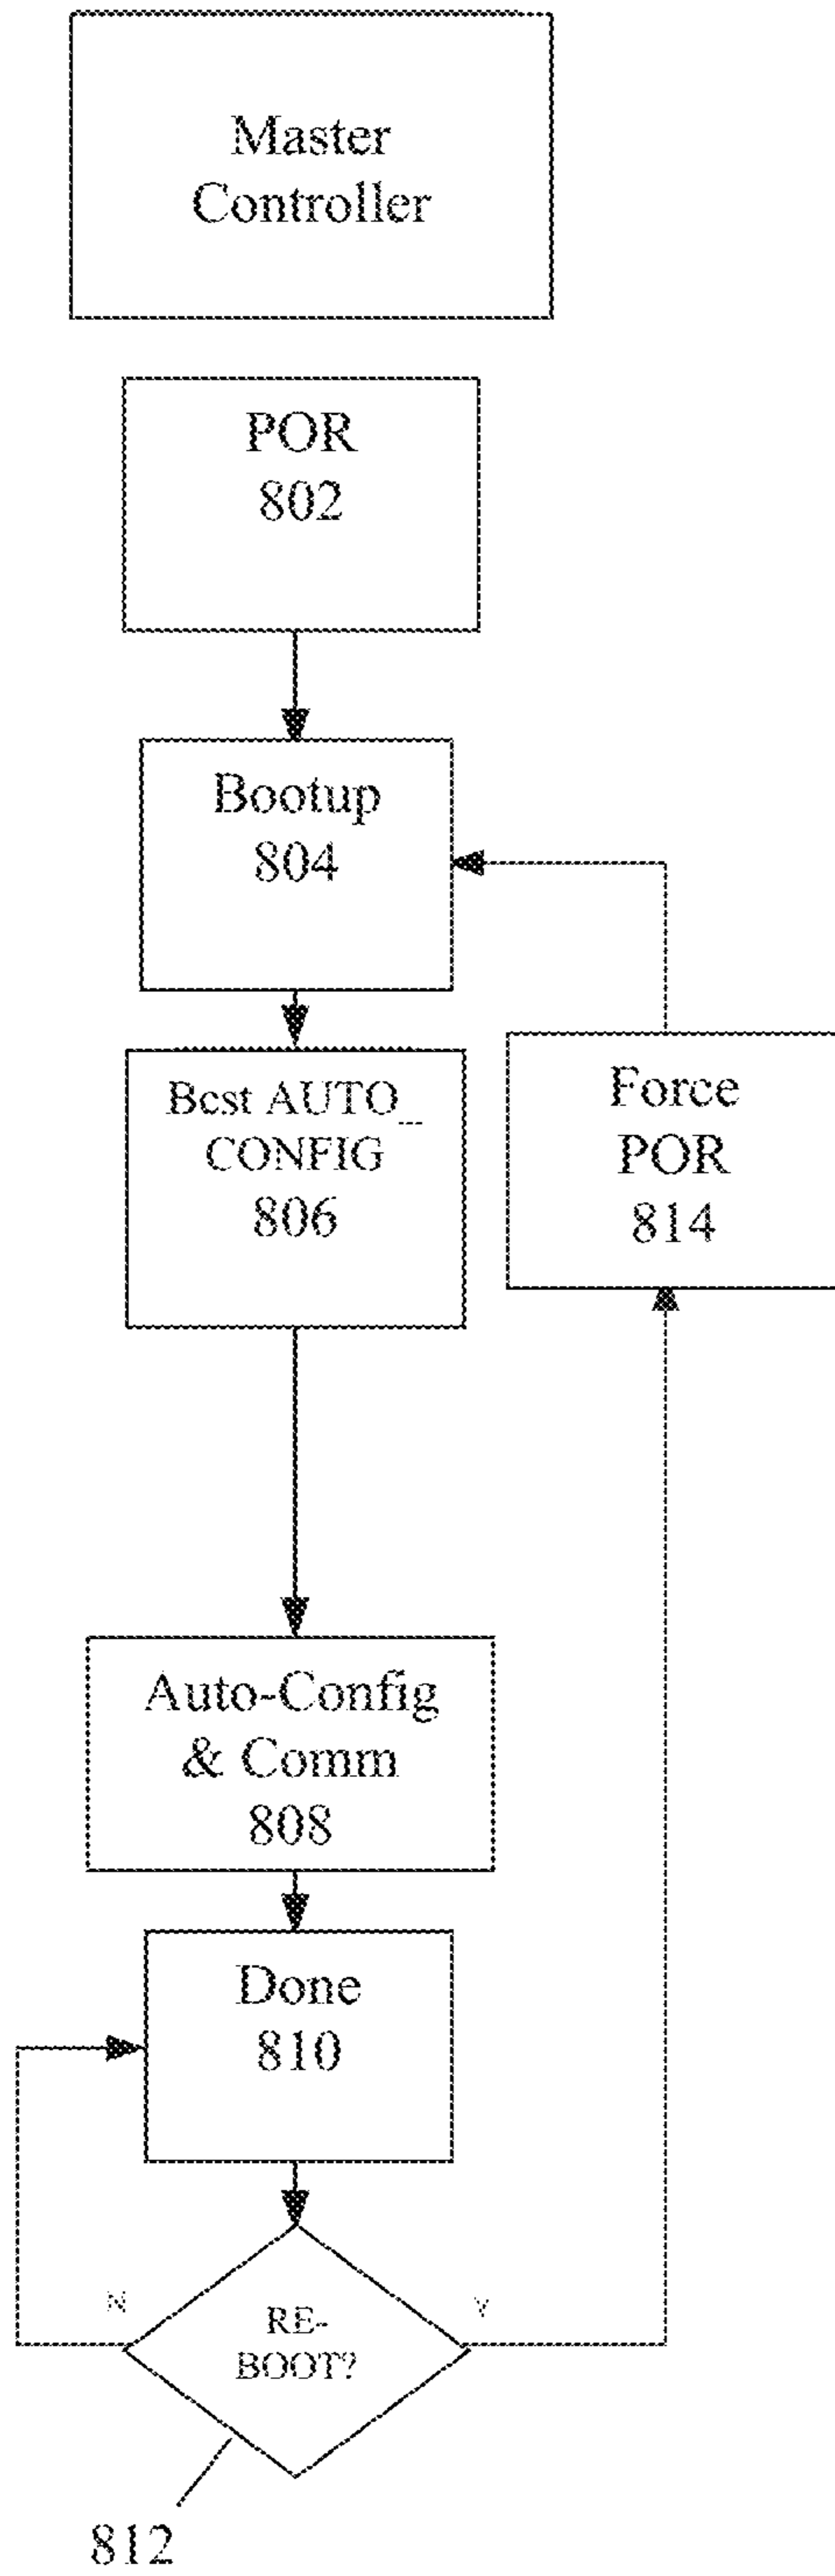 Master
Controller
POR
802
Bootup
804
Bcst AUTO_
CONFIG
806
Force
POR
814
Auto-Config
& Comm
808
Done
810
N
Y
RE-
BOOT?
812